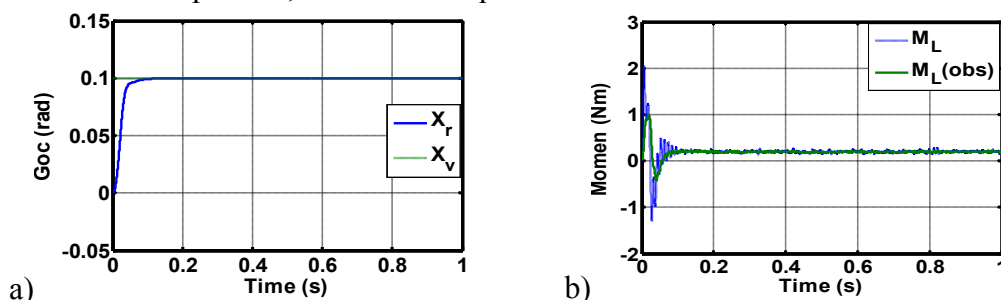 a)
Goc (rad)
0.15
0.1
0.05
0
-0.05
0 0.2 0.4 0.6 0.8 1
Time (s)
X_r
X_v
b)
Momen (Nm)
3
2
1
0
-1
-2
0 0.2 0.4 0.6 0.8 1
Time (s)
M_L
M_L(obs)